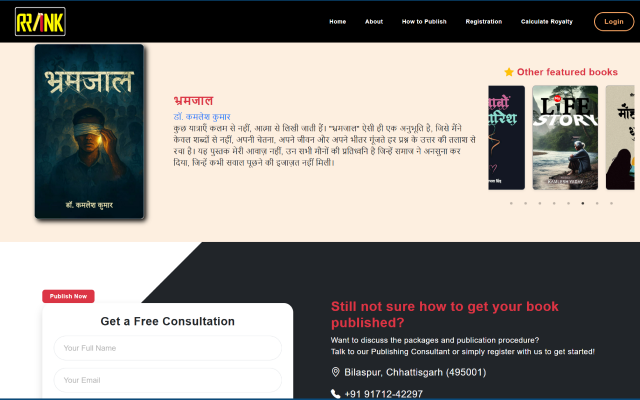 RRANK
Home
About
How to Publish
Registration
Calculate Royalty
Login
भ्रमजाल
डॉ. कमलेश कुमार
भ्रमजाल
डॉ. कमलेश कुमार
कुछ यात्राएँ कलम से नहीं, आत्मा से लिखी जाती हैं। "भ्रमजाल" ऐसी ही एक अनुभूति है, जिसे मैंने
केवल शब्दों से नहीं, अपनी चेतना, अपने जीवन और अपने भीतर गूंजते हर प्रश्न के उत्तर की तलाश से
रचा है। यह पुस्तक मेरी आवाज़ नहीं, उन सभी मौनों की प्रतिध्वनि है जिन्हें समाज ने अनसुना कर
दिया, जिन्हें कभी सवाल पूछने की इजाज़त नहीं मिली।
Other featured books
LiFE
STORY
Publish Now
Get a Free Consultation
Your Full Name
Your Email
Still not sure how to get your book
published?
Want to discuss the packages and publication procedure?
Talk to our Publishing Consultant or simply register with us to get started!
Bilaspur, Chhattisgarh (495001)
+91 91712-42297